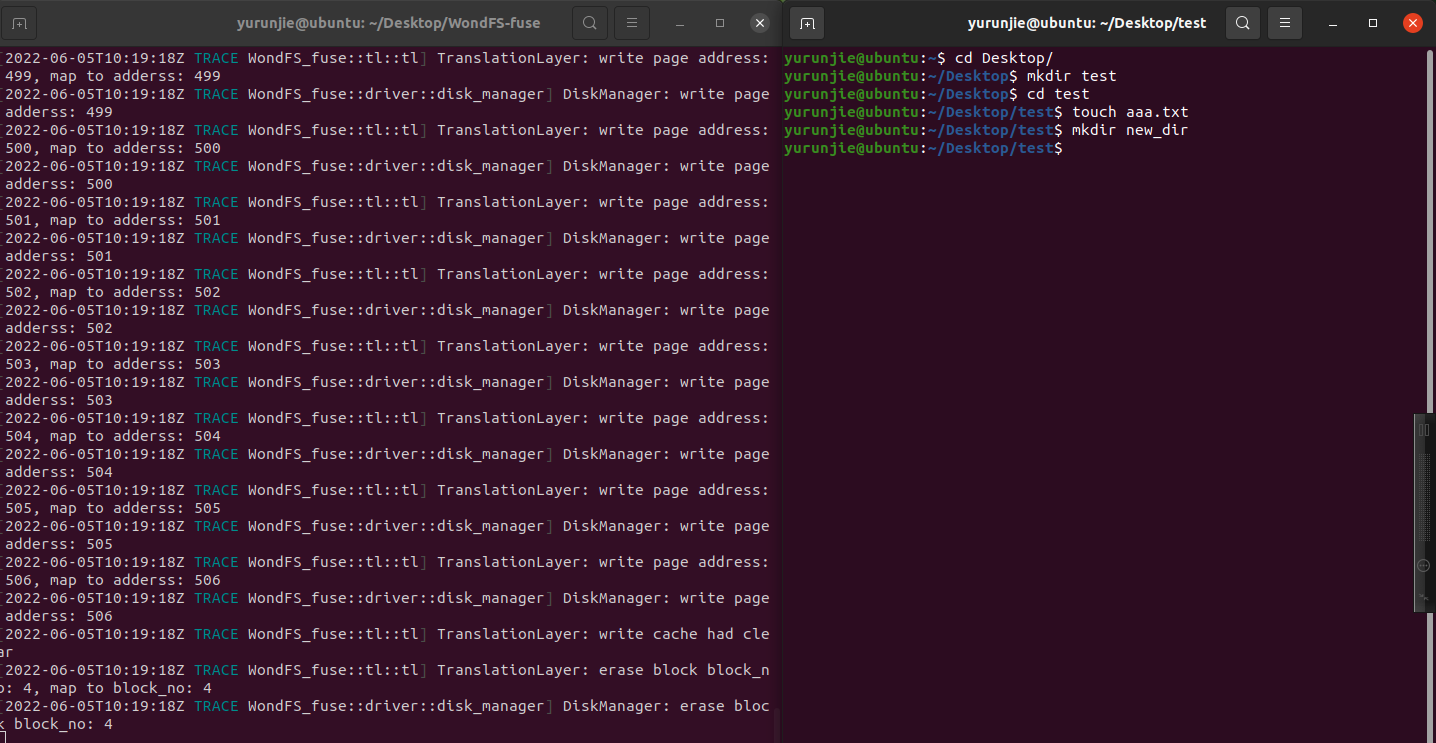 yurunjie@ubuntu: ~/Desktop/WondFS-fuse
[2022-06-05T10:19:18Z TRACE WondFS_fuse::tl::tl] TranslationLayer: write page address:
499, map to adderss: 499
[2022-06-05T10:19:18Z TRACE WondFS_fuse::driver::disk_manager] DiskManager: write page
adderss: 499
[2022-06-05T10:19:18Z TRACE WondFS_fuse::tl::tl] TranslationLayer: write page address:
500, map to adderss: 500
[2022-06-05T10:19:18Z TRACE WondFS_fuse::driver::disk_manager] DiskManager: write page
adderss: 500
[2022-06-05T10:19:18Z TRACE WondFS_fuse::tl::tl] TranslationLayer: write page address:
501, map to adderss: 501
[2022-06-05T10:19:18Z TRACE WondFS_fuse::driver::disk_manager] DiskManager: write page
adderss: 501
[2022-06-05T10:19:18Z TRACE WondFS_fuse::tl::tl] TranslationLayer: write page address:
502, map to adderss: 502
[2022-06-05T10:19:18Z TRACE WondFS_fuse::driver::disk_manager] DiskManager: write page
adderss: 502
[2022-06-05T10:19:18Z TRACE WondFS_fuse::tl::tl] TranslationLayer: write page address:
503, map to adderss: 503
[2022-06-05T10:19:18Z TRACE WondFS_fuse::driver::disk_manager] DiskManager: write page
adderss: 503
[2022-06-05T10:19:18Z TRACE WondFS_fuse::tl::tl] TranslationLayer: write page address:
504, map to adderss: 504
[2022-06-05T10:19:18Z TRACE WondFS_fuse::driver::disk_manager] DiskManager: write page
adderss: 504
[2022-06-05T10:19:18Z TRACE WondFS_fuse::tl::tl] TranslationLayer: write page address:
505, map to adderss: 505
[2022-06-05T10:19:18Z TRACE WondFS_fuse::driver::disk_manager] DiskManager: write page
adderss: 505
[2022-06-05T10:19:18Z TRACE WondFS_fuse::tl::tl] TranslationLayer: write page address:
506, map to adderss: 506
[2022-06-05T10:19:18Z TRACE WondFS_fuse::driver::disk_manager] DiskManager: write page
adderss: 506
[2022-06-05T10:19:18Z TRACE WondFS_fuse::tl::tl] TranslationLayer: write cache had cle
ar
[2022-06-05T10:19:18Z TRACE WondFS_fuse::tl::tl] TranslationLayer: erase block block_n
o: 4, map to block_no: 4
[2022-06-05T10:19:18Z TRACE WondFS_fuse::driver::disk_manager] DiskManager: erase bloc
k block_no: 4
yurunjie@ubuntu: ~/Desktop/test
yurunjie@ubuntu:~$ cd Desktop/
yurunjie@ubuntu:~/Desktop$ mkdir test
yurunjie@ubuntu:~/Desktop$ cd test
yurunjie@ubuntu:~/Desktop/test$ touch aaa.txt
yurunjie@ubuntu:~/Desktop/test$ mkdir new_dir
yurunjie@ubuntu:~/Desktop/test$